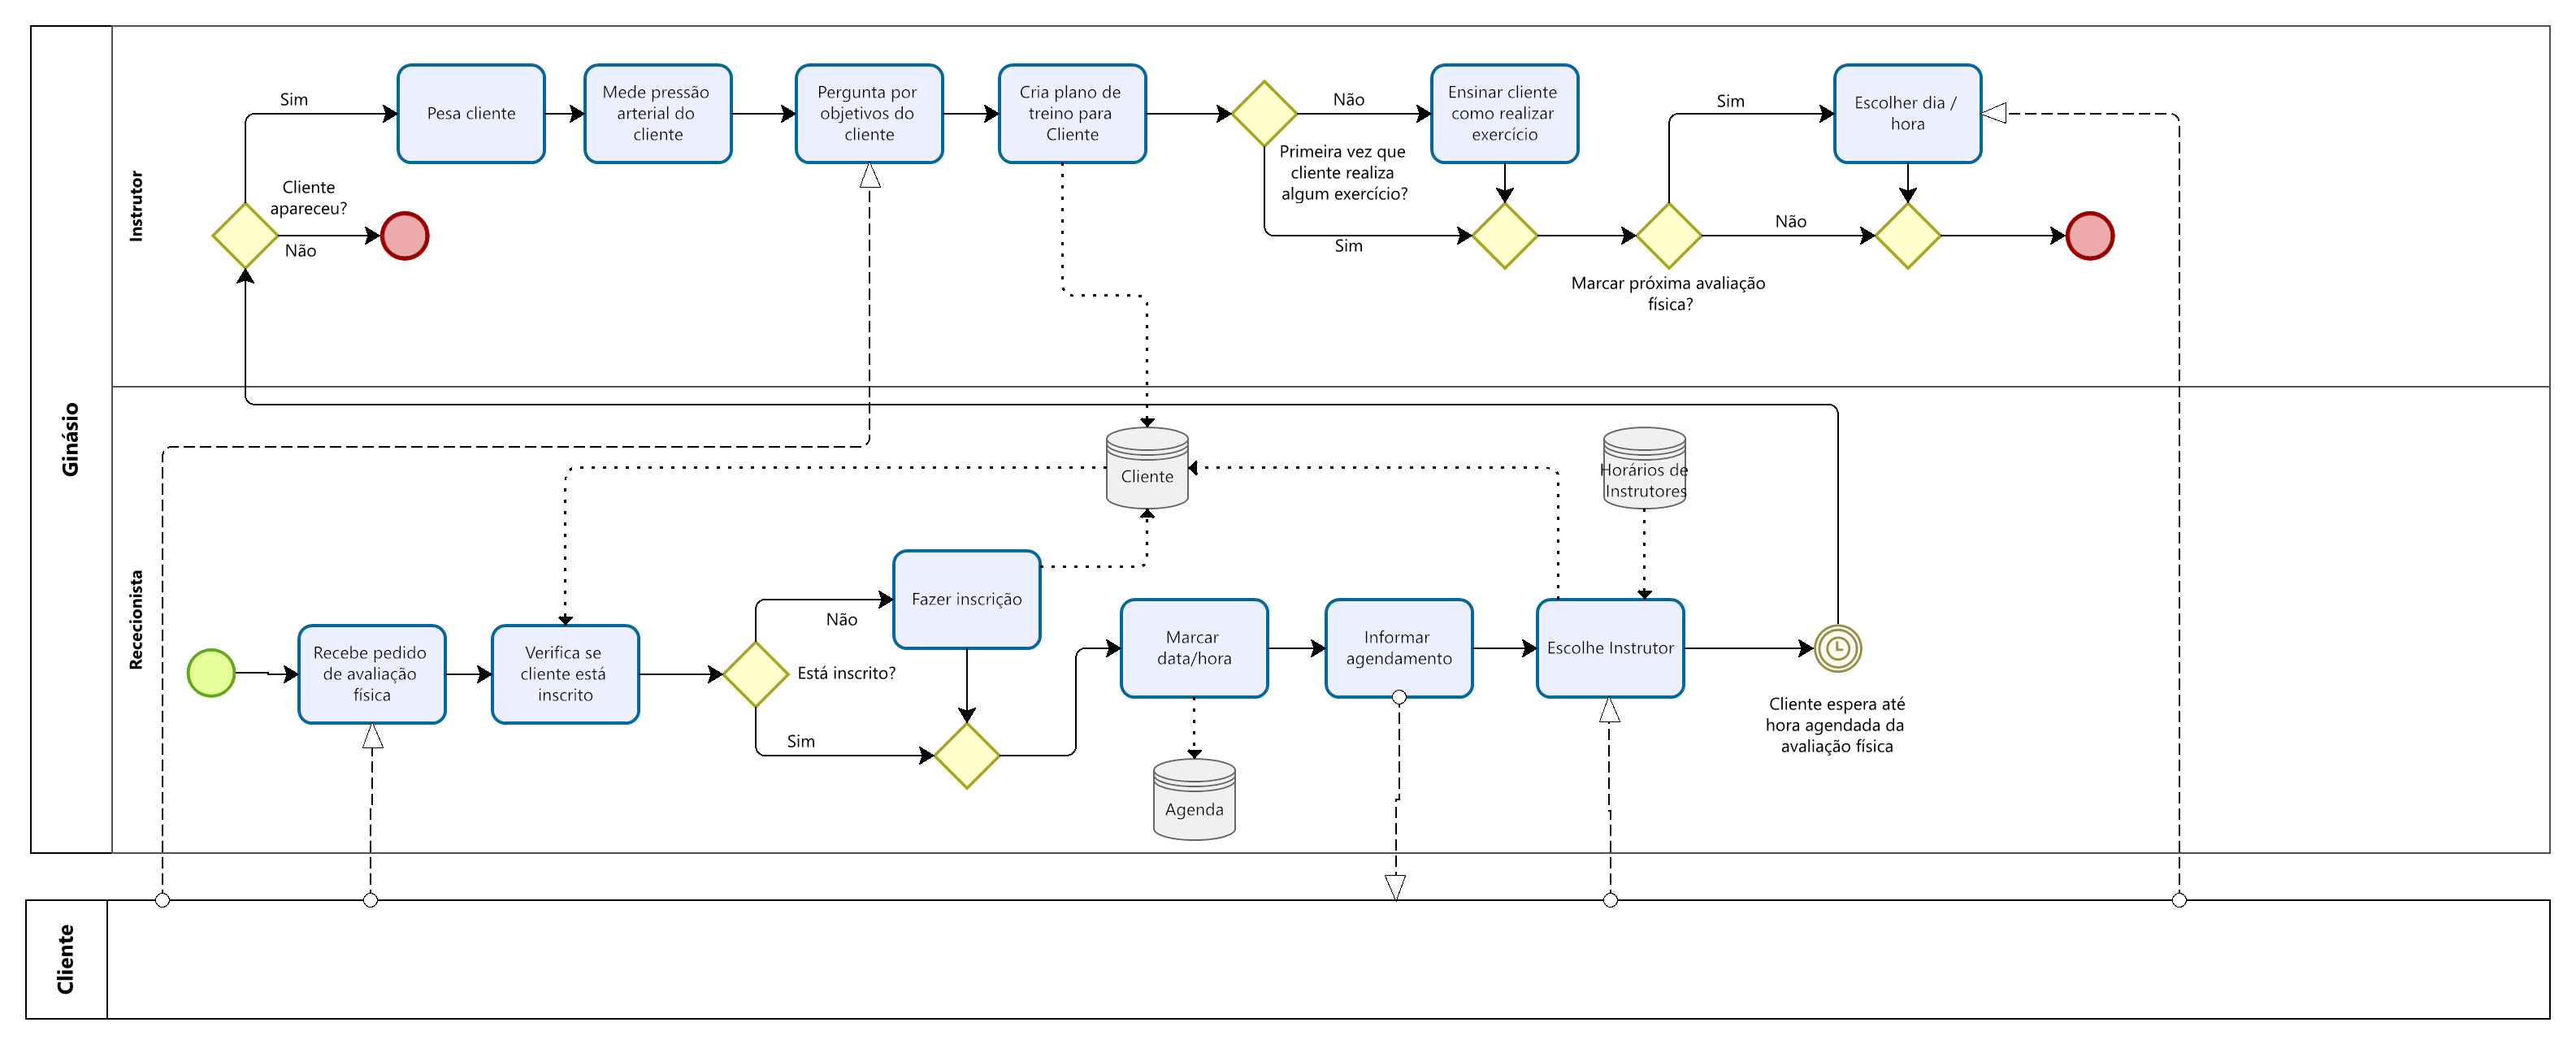 Ginásio
Instrutor
Sim
Pesa cliente
Mede pressão
arterial do
cliente
Pergunta por
objetivos do
cliente
Cria plano de
treino para
Cliente
Não
Ensinar cliente
como realizar
exercício
Sim
Escolher dia /
hora
Cliente
apareceu?
Não
Primeira vez que
cliente realiza
algum exercício?
Sim
Não
Marcar próxima avaliação
física?
Rececionista
Cliente
Horários de
Instrutores
Recebe pedido
de avaliação
física
Verifica se
cliente está
inscrito
Não
Fazer inscrição
Está inscrito?
Sim
Marcar
data/hora
Informar
agendamento
Escolhe Instrutor
Cliente espera até
hora agendada da
avaliação física
Agenda
Cliente